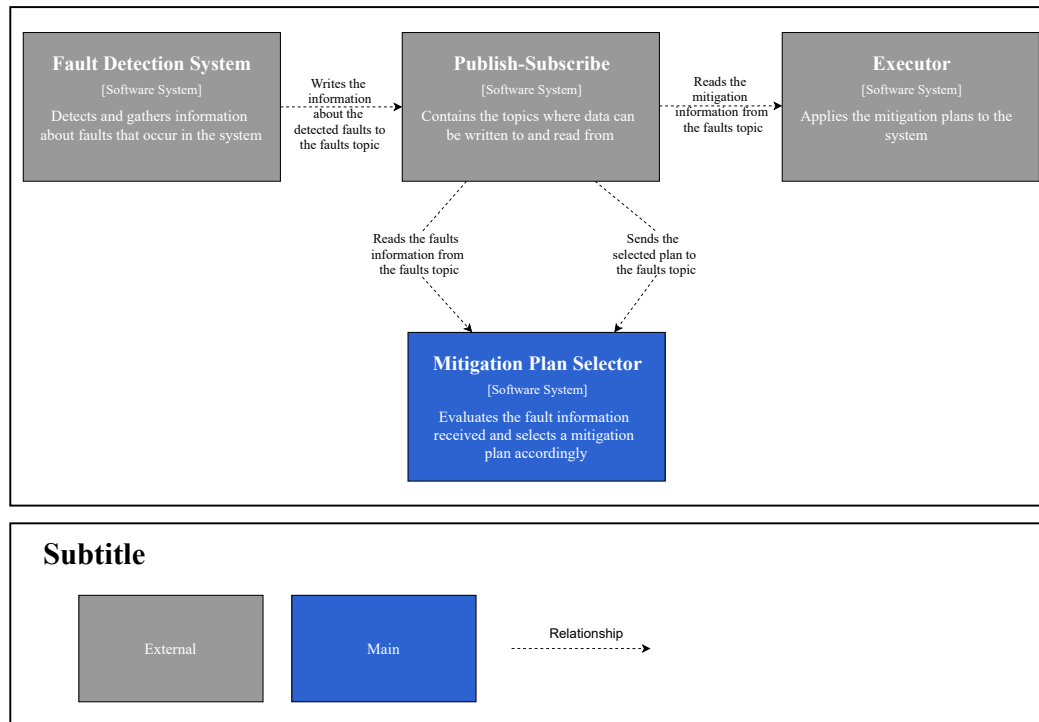 Fault Detection System
[Software System]
Detects and gathers information
about faults that occur in the system
Writes the
information
about the
detected faults to
the faults topic
Publish-Subscribe
[Software System]
Contains the topics where data can
be written to and read from
Reads the
mitigation
information from
the faults topic
Executor
[Software System]
Applies the mitigation plans to the
system
Reads the faults
information from
the faults topic
Sends the
selected plan to
the faults topic
Mitigation Plan Selector
[Software System]
Evaluates the fault information
received and selects a mitigation
plan accordingly
Subtitle
External
Main
Relationship